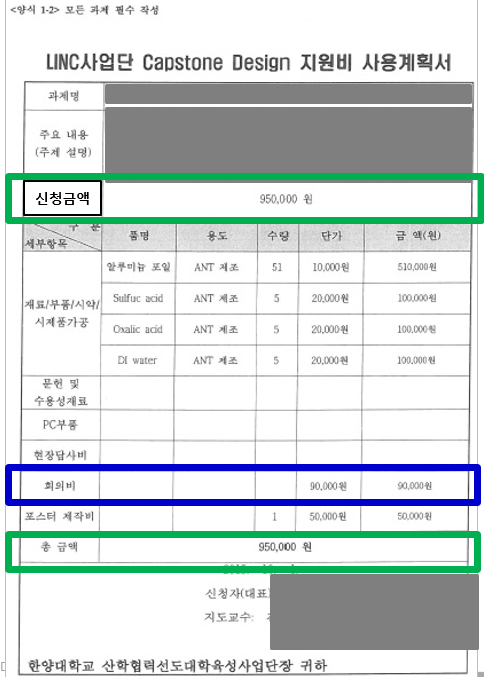 <양식 1-2> 모든 과제 필수 작성
LINC사업단 Capstone Design 지원비 사용계획서
과제명
주요 내용
(주제 설명)
신청금액 950,000 원
구 분
세부항목 품명 용도 수량 단가 금 액(원)
재료/부품/시약/
시제품가공
알루미늄 포일 ANT 제조 51 10,000원 510,000원
Sulfuc acid ANT 제조 5 20,000원 100,000원
Oxalic acid ANT 제조 5 20,000원 100,000원
DI water ANT 제조 5 20,000원 100,000원
문헌 및
수용성재료
PC부품
현장답사비
회의비 90,000원 90,000원
포스터 제작비 1 50,000원 50,000원
총 금액 950,000 원
신청자(대표)
지도교수:
한양대학교 산학협력선도대학육성사업단장 귀하